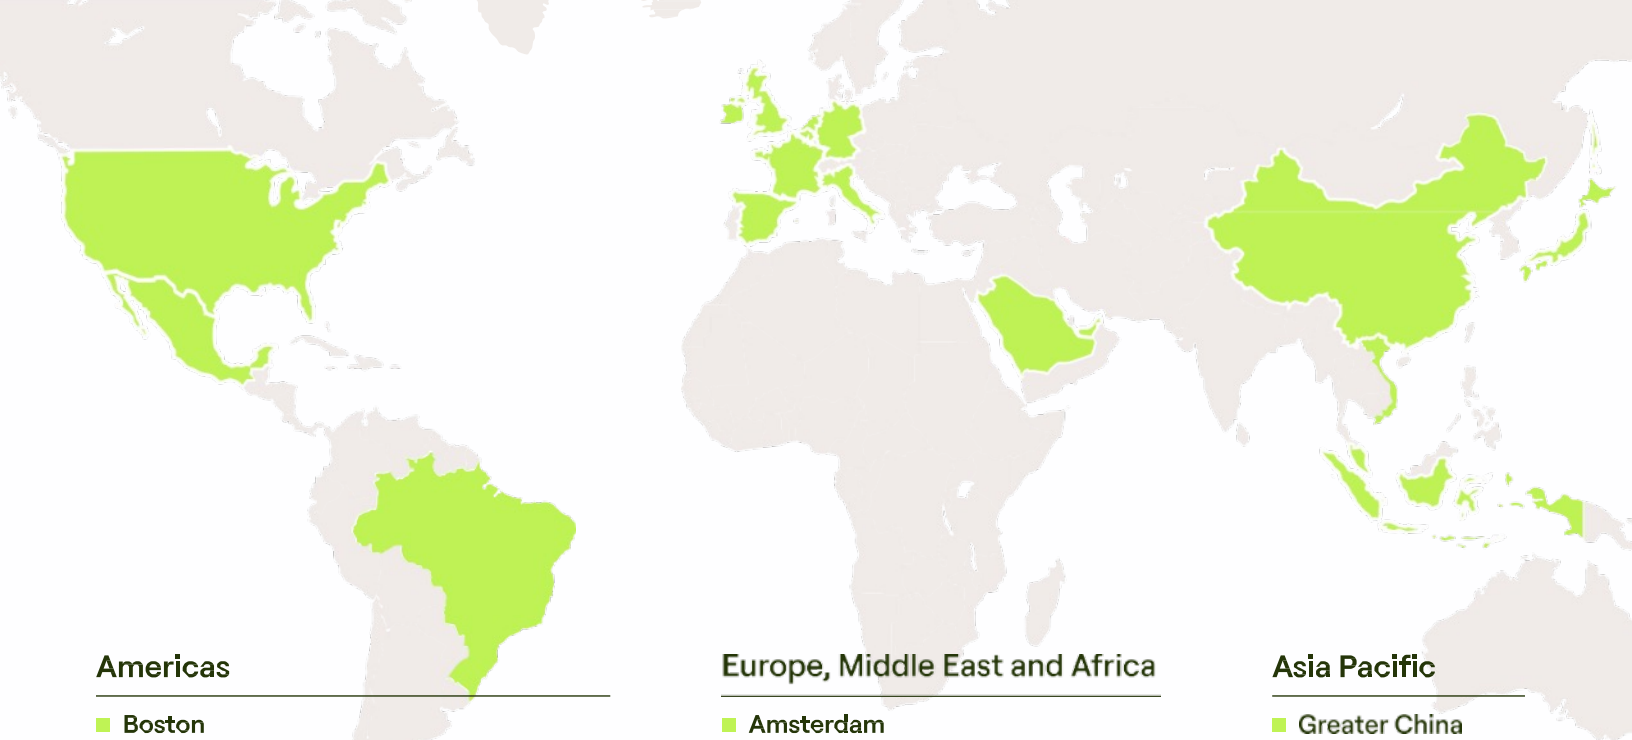 Americas
Boston
Europe, Middle East and Africa
Amsterdam
Asia Pacific
Greater China